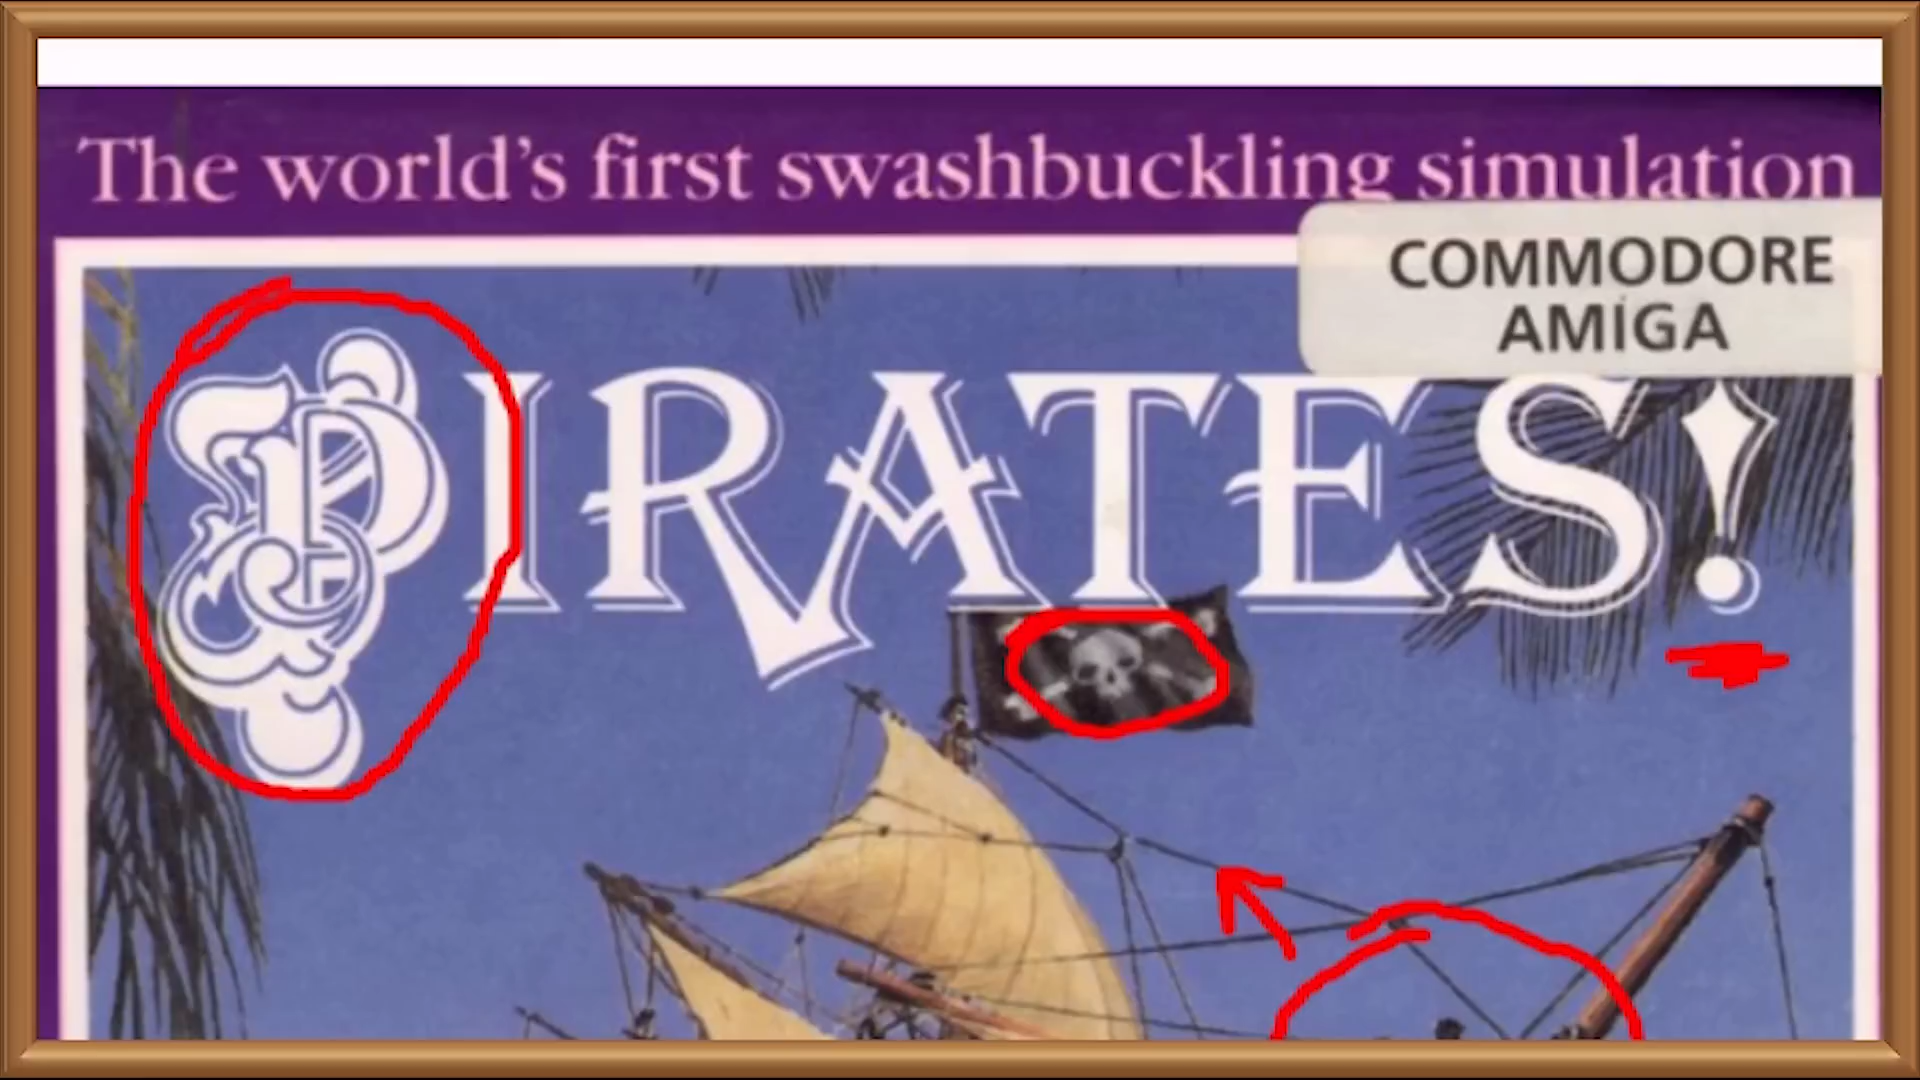 The world's first swashbuckling simulation
COMMODORE
AMIGA
PIRATES!